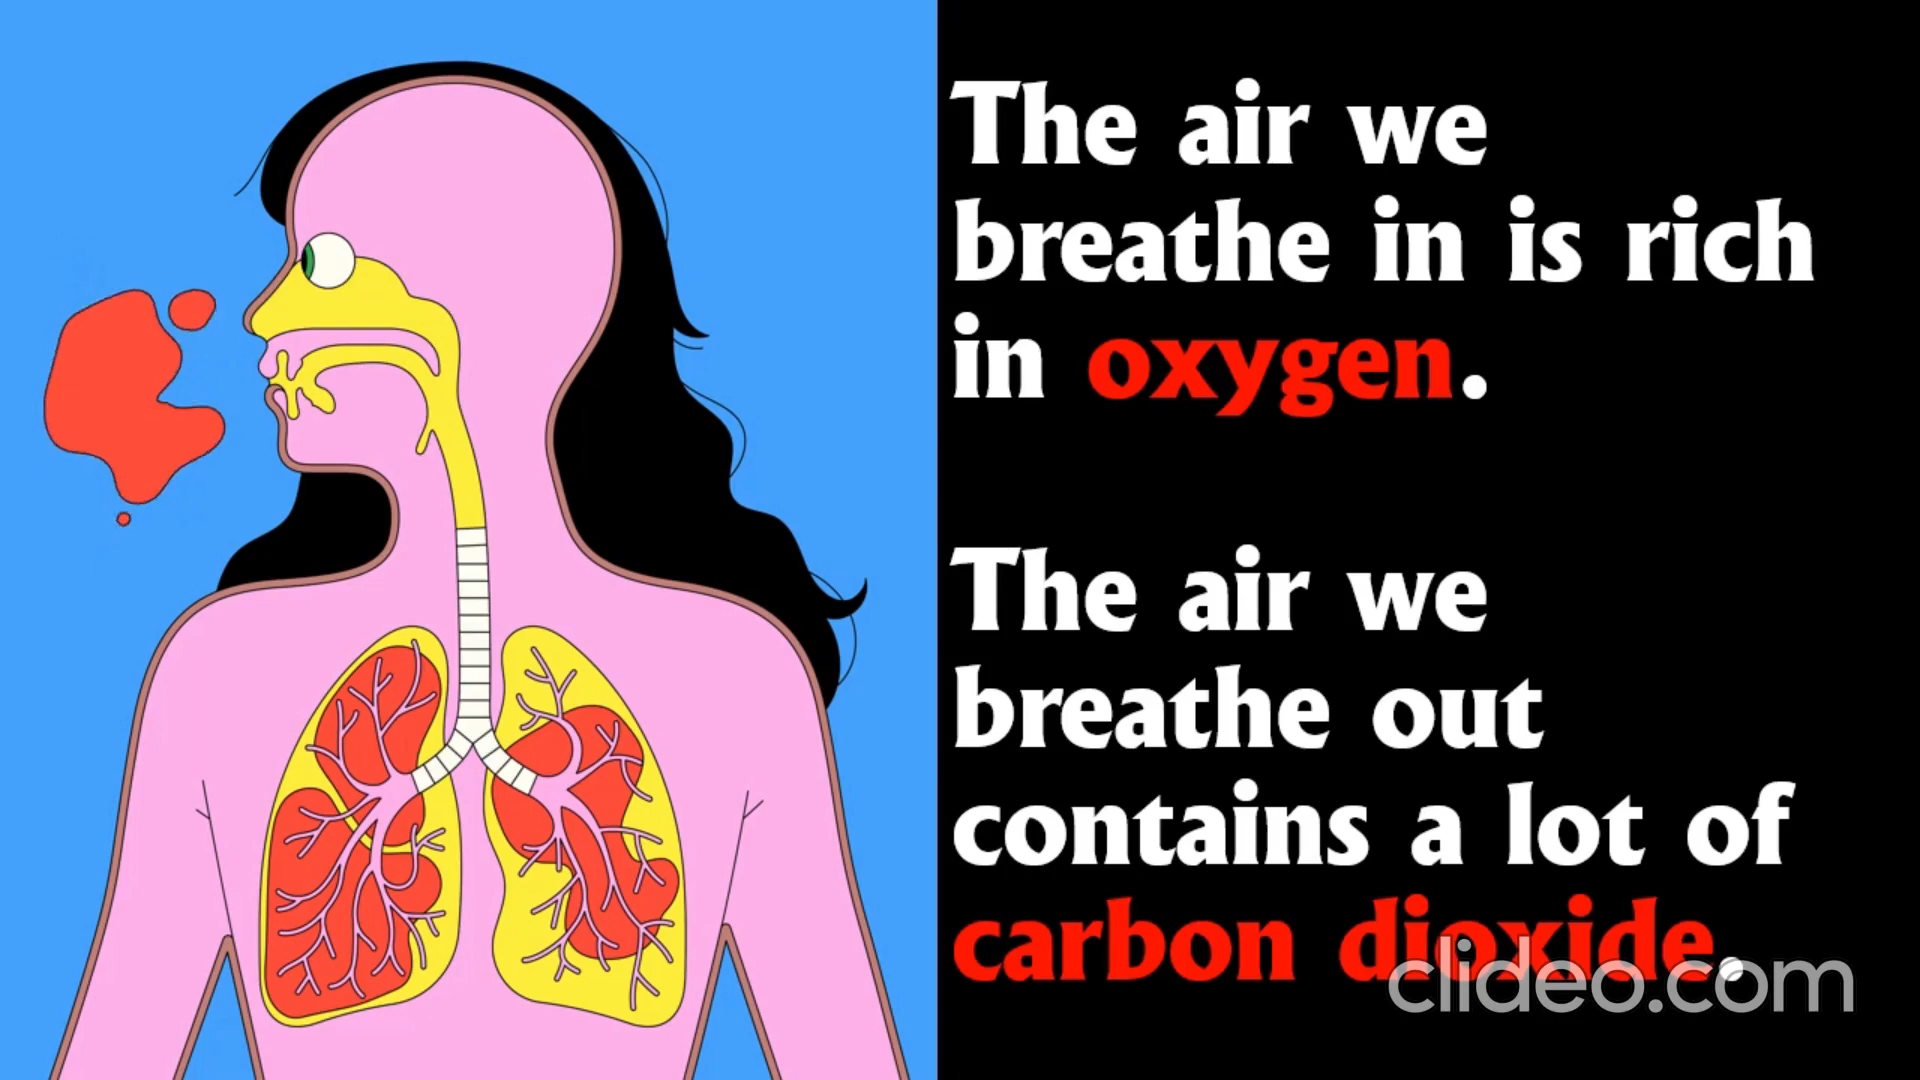 The air we
breathe in is rich
in oxygen.
The air we
breathe out
contains a lot of
carbon dioxide.
clideo.com